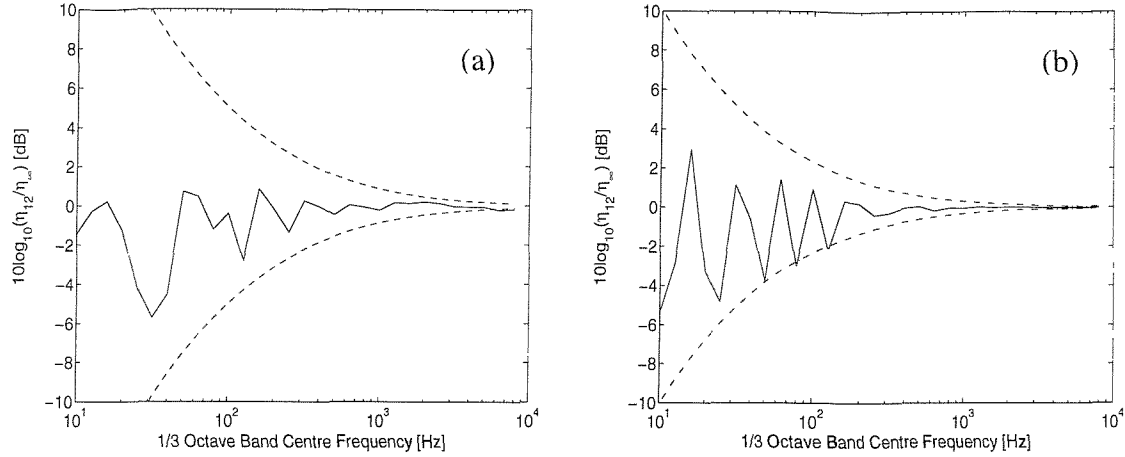 10
8
6
4
2
0
−2
−4
−6
−8
−10
10log₁₀(η₁₂/η∞) [dB]
(a)
10¹ 10² 10³ 10⁴
1/3 Octave Band Centre Frequency [Hz]
10
8
6
4
2
0
−2
−4
−6
−8
−10
10log₁₀(η₁₂/η∞) [dB]
(b)
10¹ 10² 10³ 10⁴
1/3 Octave Band Centre Frequency [Hz]